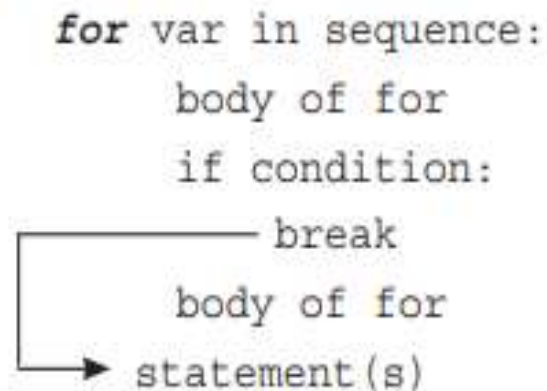 for var in sequence:
body of for
if condition:
break
body of for
statement(s)